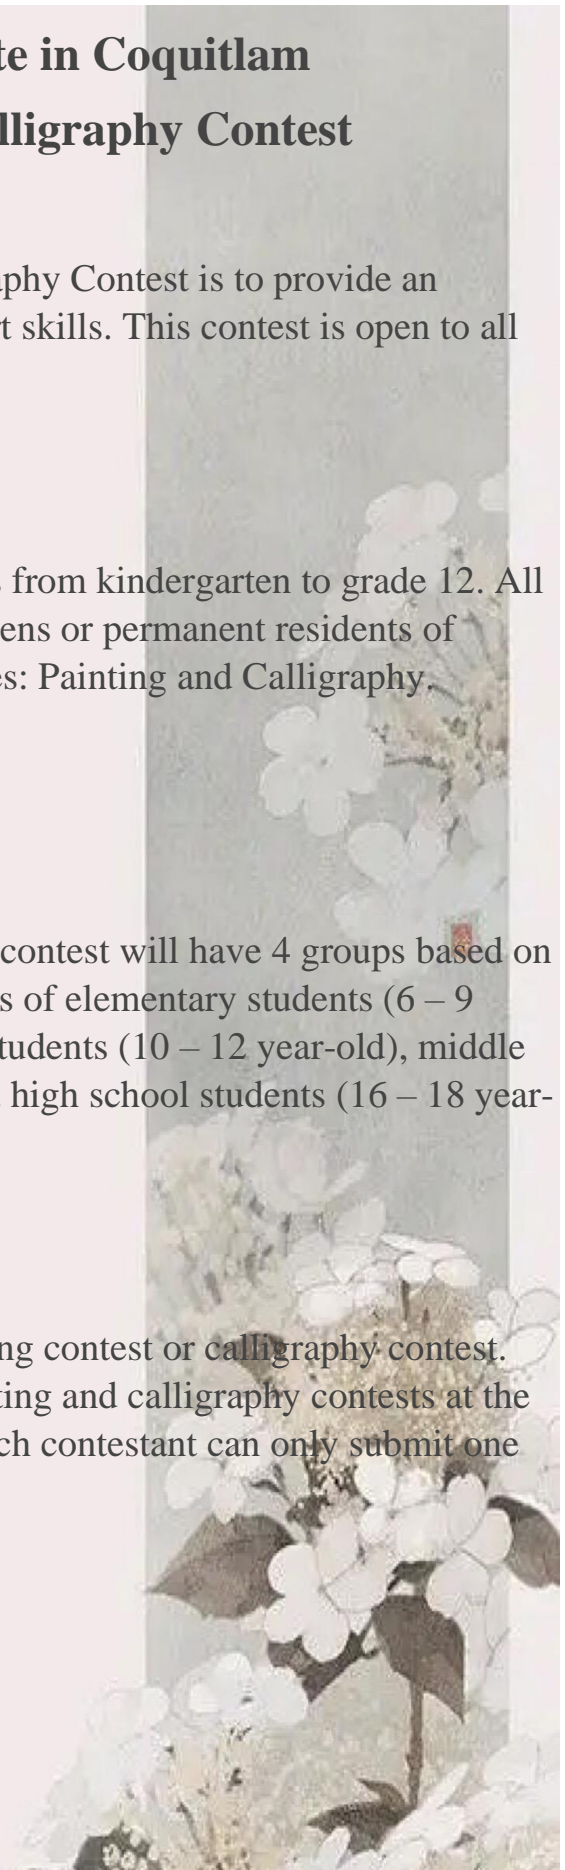 te in Coquitlam
lligraphy Contest
aphy Contest is to provide an
t skills. This contest is open to all
s from kindergarten to grade 12. All
ens or permanent residents of
es: Painting and Calligraphy.
contest will have 4 groups based on
s of elementary students (6 – 9
tudents (10 – 12 year-old), middle
high school students (16 – 18 year-
ng contest or calligraphy contest.
ting and calligraphy contests at the
ch contestant can only submit one